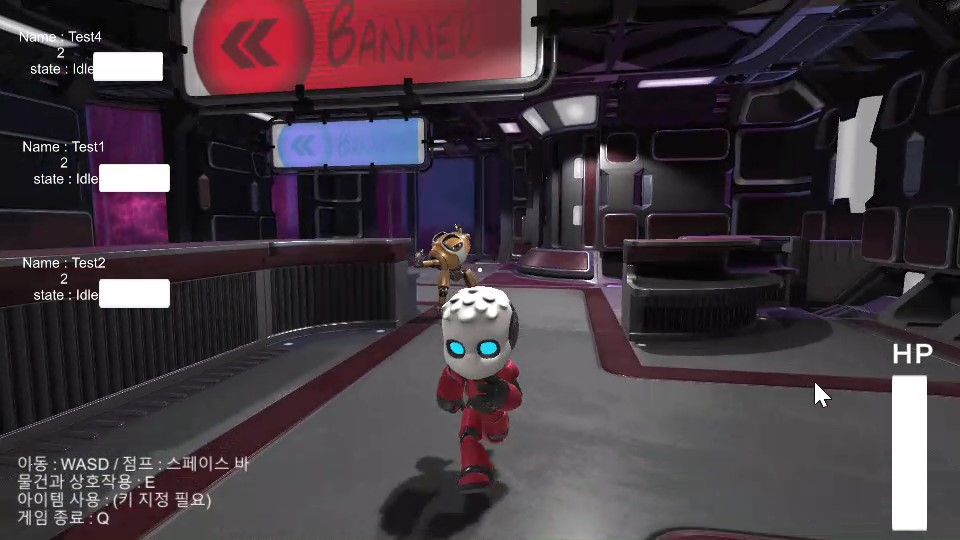 BANNER
Name : Test4
2
state : Idle
Name : Test1
2
state : Idle
Name : Test2
2
state : Idle
HP
이동 : WASD / 점프 : 스페이스 바
물건과 상호작용 : E
아이템 사용 : (키 지정 필요)
게임 종료 : Q